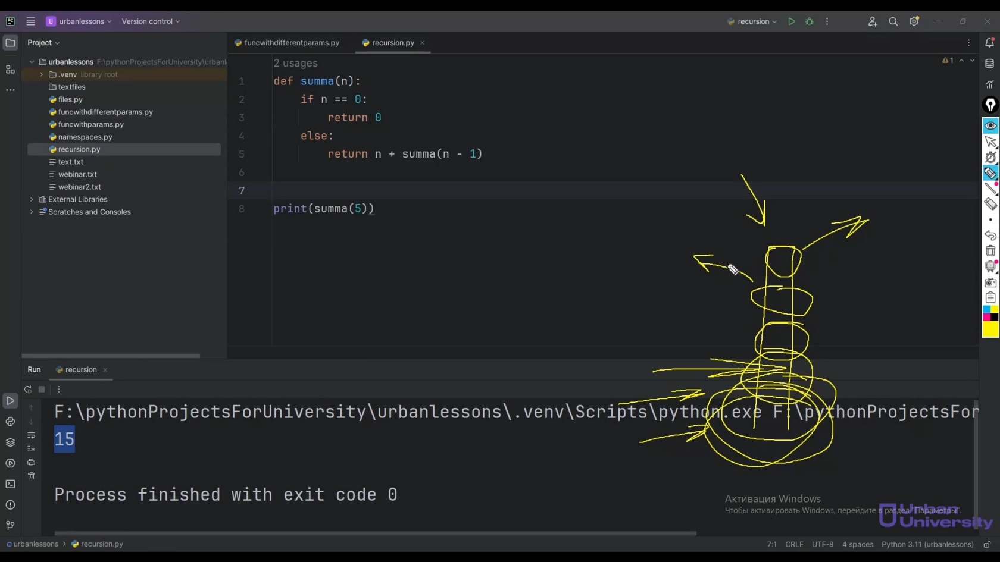 PC
U urbanlessons
Version control
recursion
Project
funcwithdifferentparams.py
recursion.py
urbanlessons F:\pythonProjectsForUniversity\urbanl
.venv library root
textfiles
files.py
funcwithdifferentparams.py
funcwithparams.py
namespaces.py
recursion.py
text.txt
webinar.txt
webinar2.txt
External Libraries
Scratches and Consoles
2 usages
1
1 def summa(n):
2 if n == 0:
3 return 0
4 else:
5 return n + summa(n - 1)
6
7
8 print(summa(5))
Run
recursion
F:\pythonProjectsForUniversity\urbanlessons\.venv\Scripts\python.exe F:\pythonProjectsFor
15
Process finished with exit code 0
Активация Windows
Чтобы активировать Windows, перейдите в раздел "Параметры".
Urban
University
urbanlessons
recursion.py
7:1
CRLF
UTF-8
4 spaces
Python 3.11 (urbanlessons)